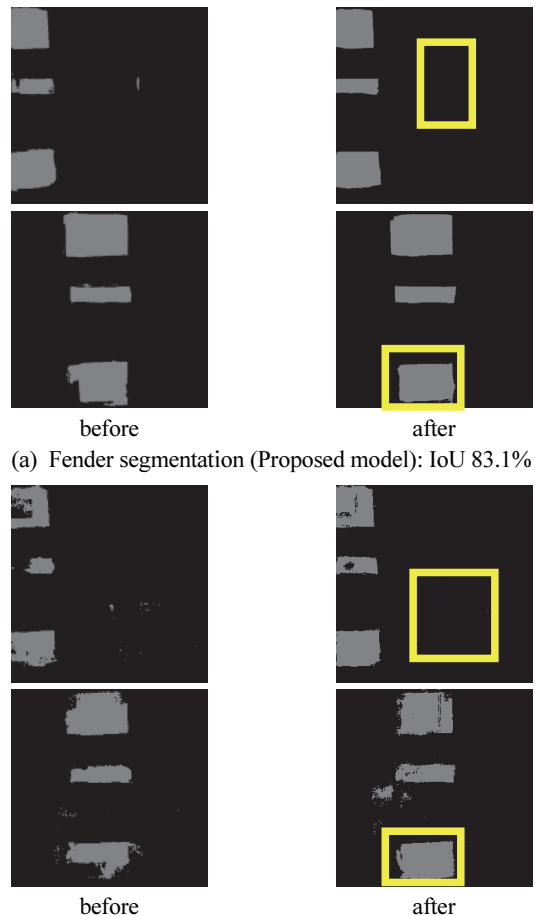 before after
(a) Fender segmentation (Proposed model): IoU 83.1%
before after